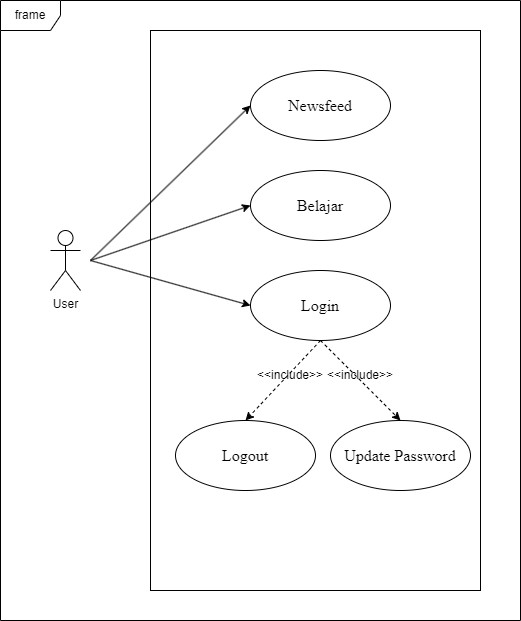 frame
Newsfeed
Belajar
User
Login
<<include>> <<include>>
Logout
Update Password